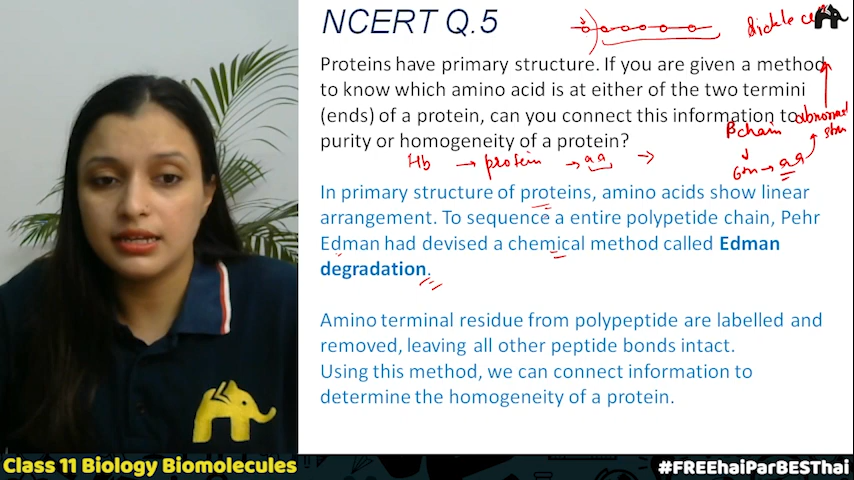 NCERT Q.5
Sickle cell
Proteins have primary structure. If you are given a method
to know which amino acid is at either of the two termini
(ends) of a protein, can you connect this information to
purity or homogeneity of a protein?
β chain
abnormal
Hb → protein → aa →
6th → aa
In primary structure of proteins, amino acids show linear
arrangement. To sequence a entire polypetide chain, Pehr
Edman had devised a chemical method called Edman
degradation.
Amino terminal residue from polypeptide are labelled and
removed, leaving all other peptide bonds intact.
Using this method, we can connect information to
determine the homogeneity of a protein.
Class 11 Biology Biomolecules
#FREEhaiParBESThai